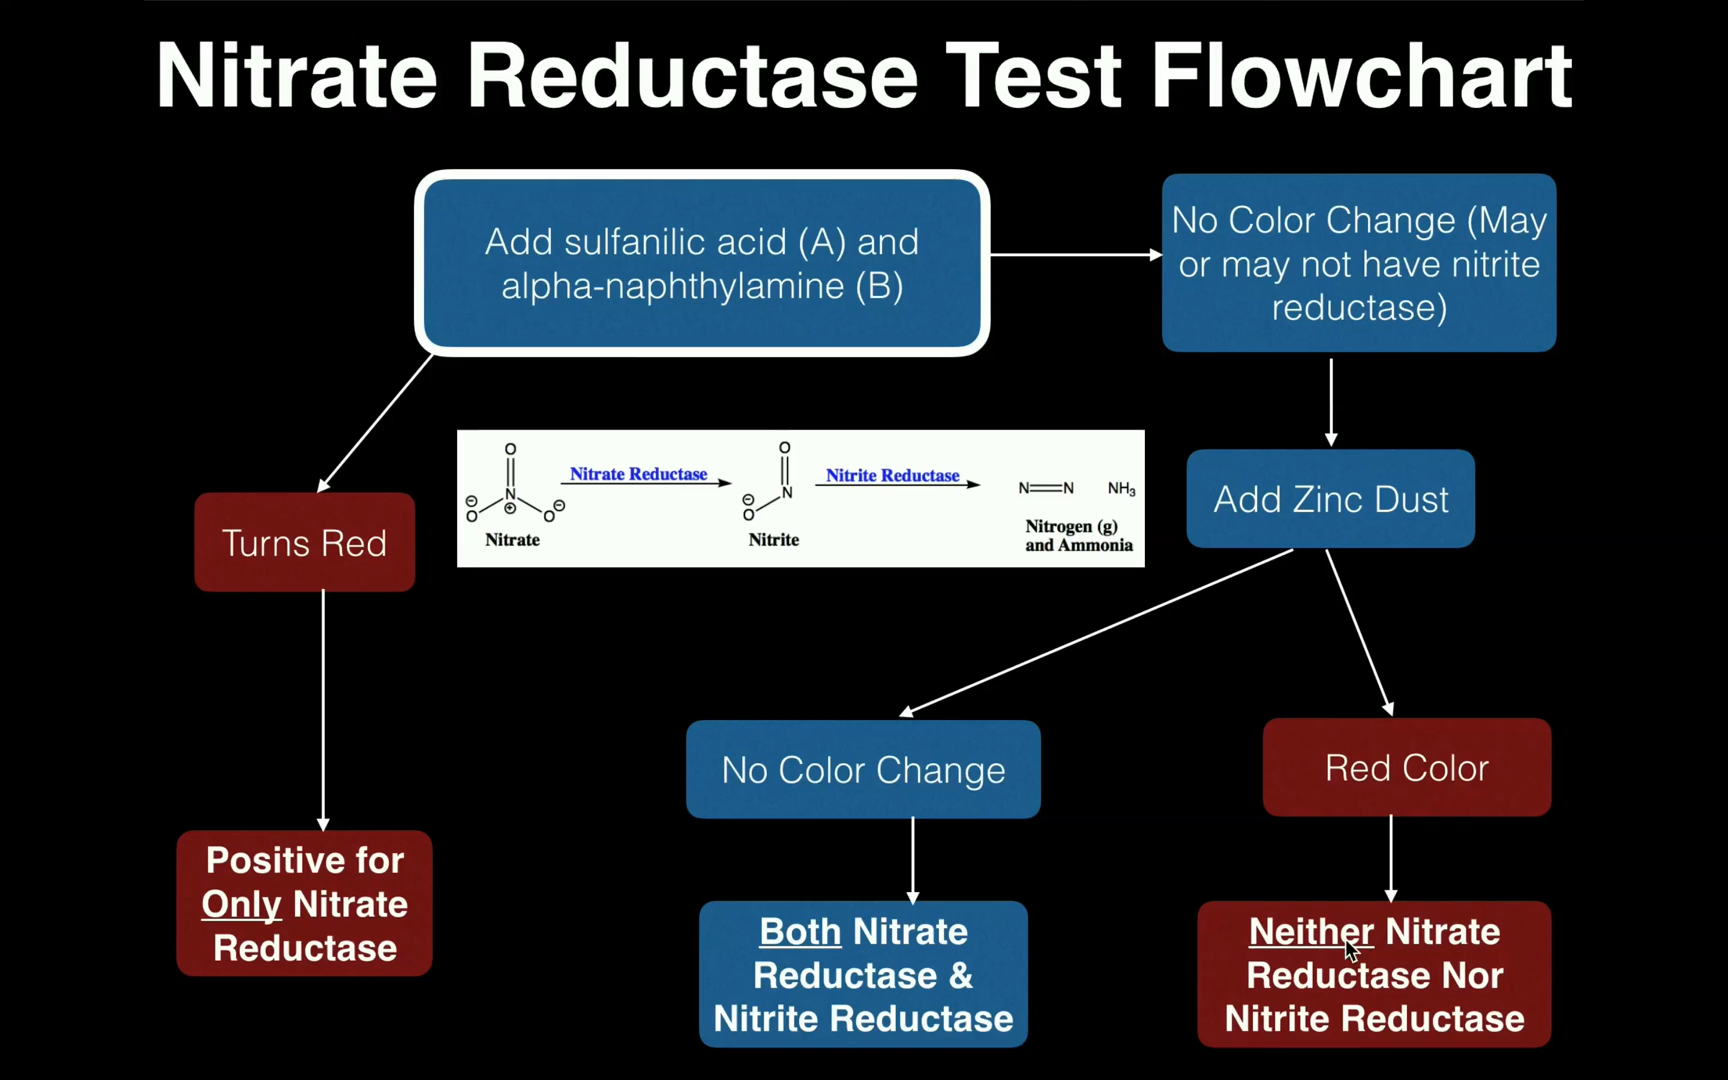 Nitrate Reductase Test Flowchart
Add sulfanilic acid (A) and
alpha-naphthylamine (B)
No Color Change (May
or may not have nitrite
reductase)
O
N
⊕
⊖
O
O
⊖
Nitrate
Nitrate Reductase
O
N
⊖
O
Nitrite
Nitrite Reductase
N N
NH₃
Nitrogen (g)
and Ammonia
Add Zinc Dust
Turns Red
No Color Change
Red Color
Positive for
Only Nitrate
Reductase
Both Nitrate
Reductase &
Nitrite Reductase
Neither Nitrate
Reductase Nor
Nitrite Reductase